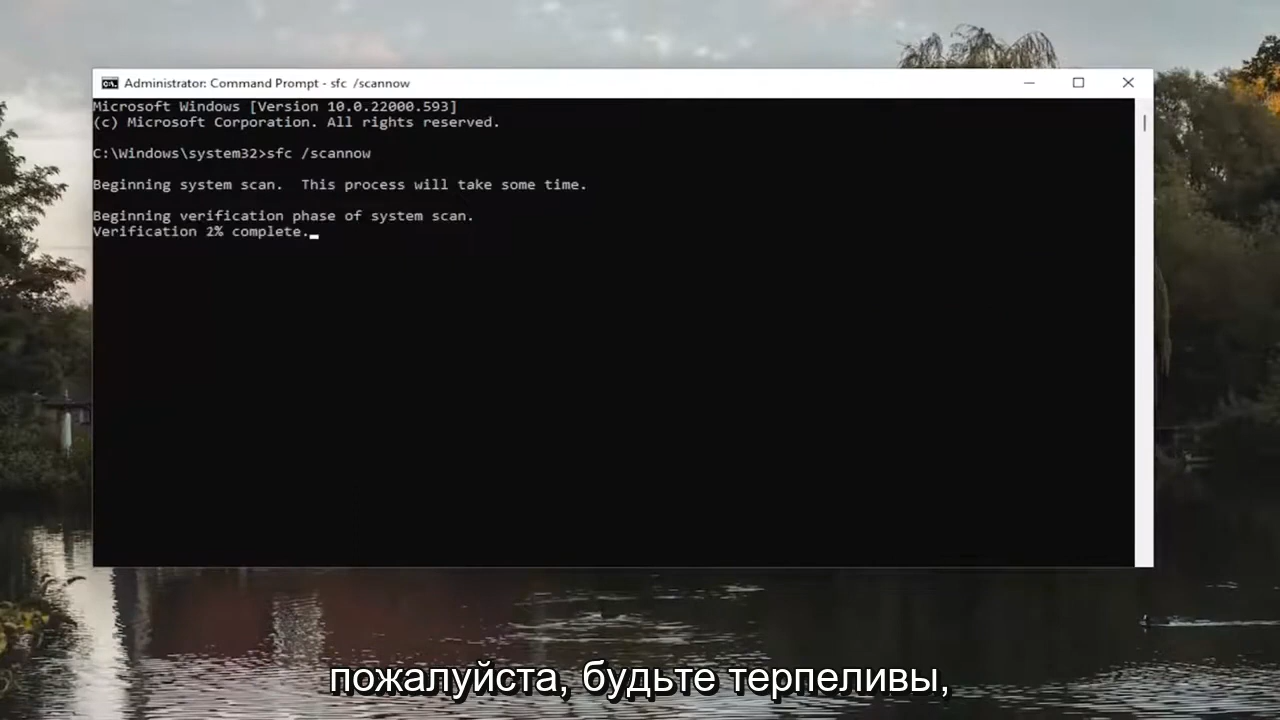 Administrator: Command Prompt - sfc  /scannow
Microsoft Windows [Version 10.0.22000.593]
(c) Microsoft Corporation. All rights reserved.
C:\Windows\system32>sfc /scannow
Beginning system scan.  This process will take some time.
Beginning verification phase of system scan.
Verification 2% complete.
пожалуйста, будьте терпеливы,